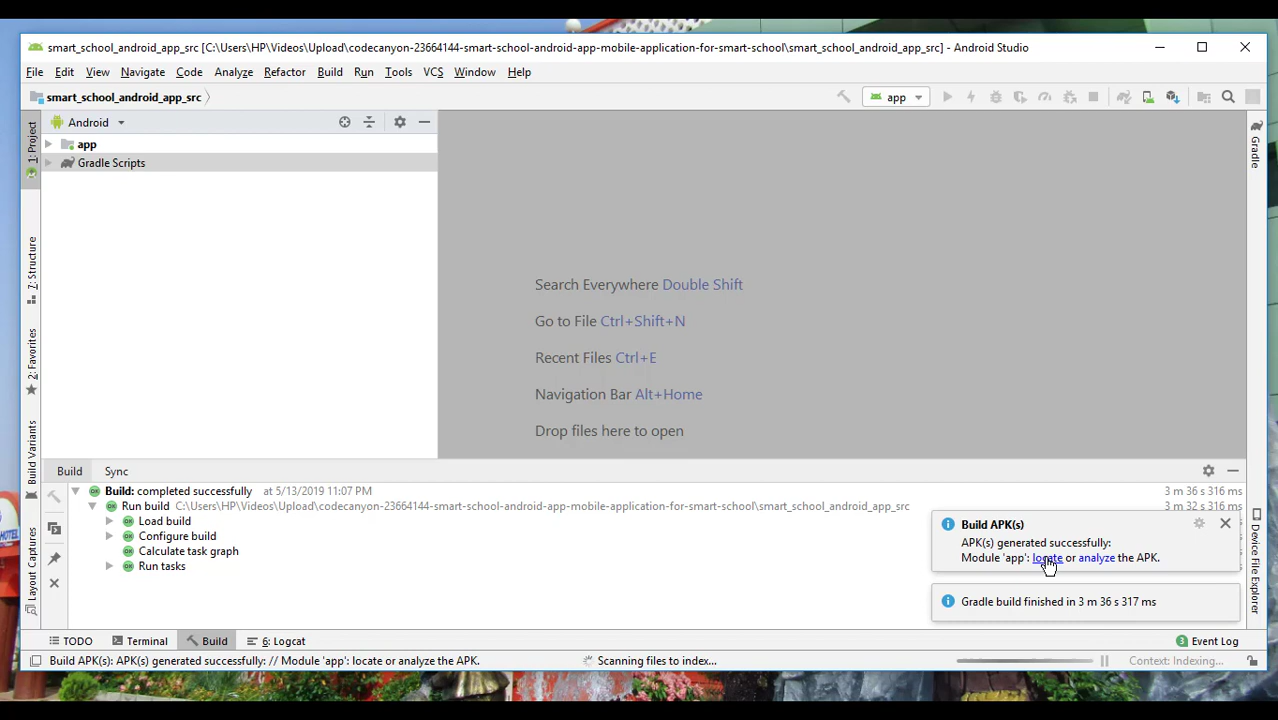 smart_school_android_app_src [C:\Users\HP\Videos\Upload\codecanyon-23664144-smart-school-android-app-mobile-application-for-smart-school\smart_school_android_app_src] - Android Studio
File Edit View Navigate Code Analyze Refactor Build Run Tools VCS Window Help
smart_school_android_app_src
app
1: Project
Android
Gradle
app
Gradle Scripts
7: Structure
Search Everywhere Double Shift
Go to File Ctrl+Shift+N
2: Favorites
Recent Files Ctrl+E
Navigation Bar Alt+Home
Drop files here to open
Build Variants
Build Sync
Build: completed successfully at 5/13/2019 11:07 PM 3 m 36 s 316 ms
Run build C:\Users\HP\Videos\Upload\codecanyon-23664144-smart-school-android-app-mobile-application-for-smart-school\smart_school_android_app_src 3 m 32 s 316 ms
Load build
Configure build
Calculate task graph
Run tasks
Build APK(s)
APK(s) generated successfully:
Module 'app': locate or analyze the APK.
Gradle build finished in 3 m 36 s 317 ms
Layout Captures
Device File Explorer
TODO Terminal Build 6: Logcat 3 Event Log
Build APK(s): APK(s) generated successfully: // Module 'app': locate or analyze the APK. Scanning files to index... Context: Indexing...